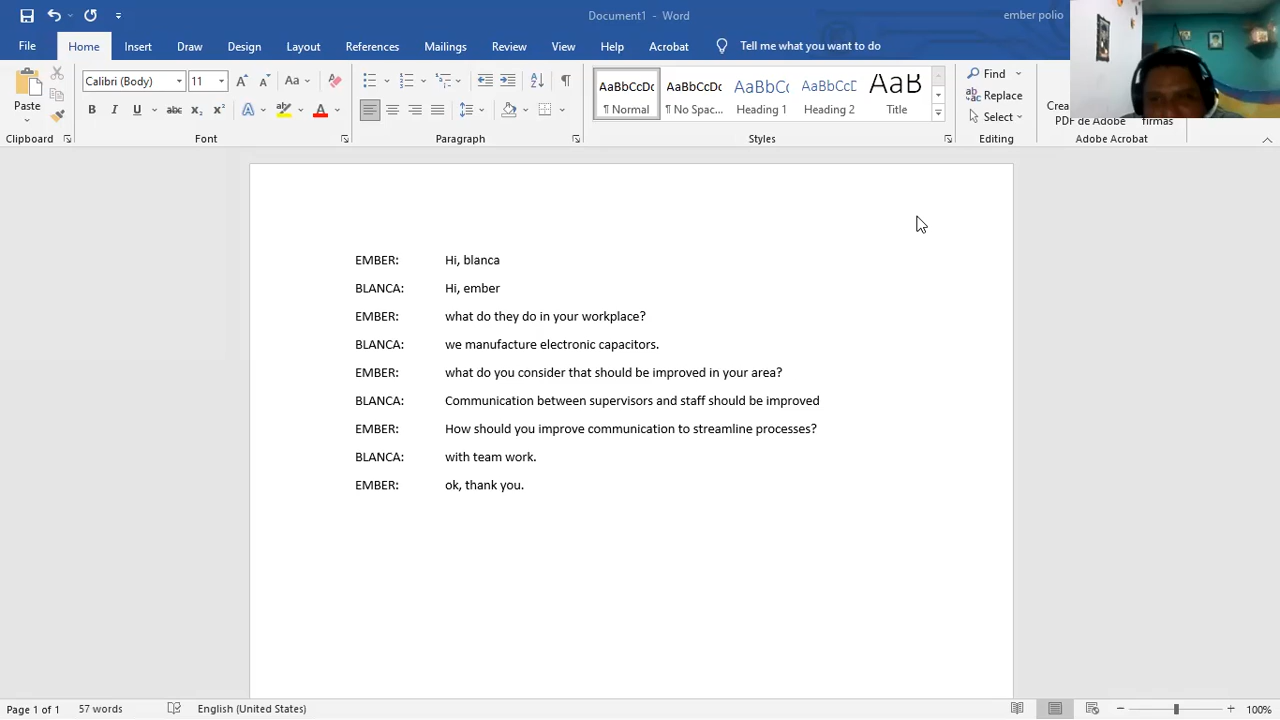 Document1 - Word
ember polio
File Home Insert Draw Design Layout References Mailings Review View Help Acrobat Tell me what you want to do
Paste
Calibri (Body) 11
Find
Replace
Select
AaBbCcDc AaBbCcDc AaBbCc AaBbCcD AaB
¶ Normal ¶ No Spac... Heading 1 Heading 2 Title
PDF de Adobe firmas
Clipboard Font Paragraph Styles Editing Adobe Acrobat
EMBER: Hi, blanca
BLANCA: Hi, ember
EMBER: what do they do in your workplace?
BLANCA: we manufacture electronic capacitors.
EMBER: what do you consider that should be improved in your area?
BLANCA: Communication between supervisors and staff should be improved
EMBER: How should you improve communication to streamline processes?
BLANCA: with team work.
EMBER: ok, thank you.
Page 1 of 1 57 words English (United States) 100%